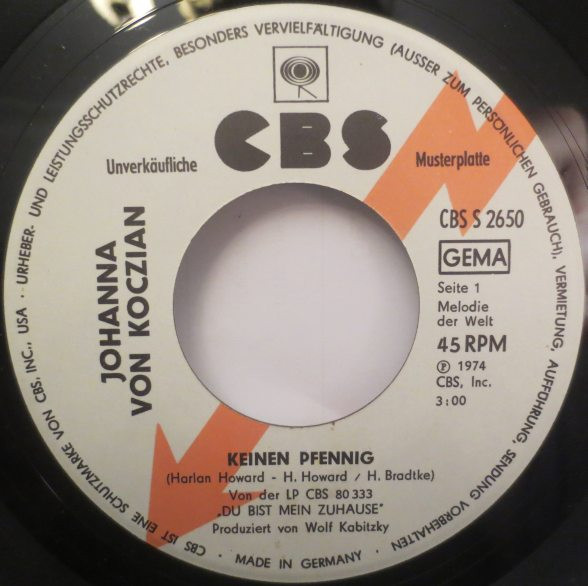 CBS IST EINE SCHUTZMARKE VON CBS, INC., USA · URHEBER- UND LEISTUNGSSCHUTZRECHTE, BESONDERS VERVIELFÄLTIGUNG (AUSSER ZUM PERSÖNLICHEN GEBRAUCH), VERMIETUNG, AUFFÜHRUNG, SENDUNG VORBEHALTEN
· MADE IN GERMANY ·
CBS
Unverkäufliche Musterplatte
JOHANNA
VON KOCZIAN
CBS S 2650
GEMA
Seite 1
Melodie
der Welt
45 RPM
℗ 1974
CBS, Inc.
3:00
KEINEN PFENNIG
(Harlan Howard - H. Howard / H. Bradtke)
Von der LP CBS 80 333
„DU BIST MEIN ZUHAUSE"
Produziert von Wolf Kabitzky